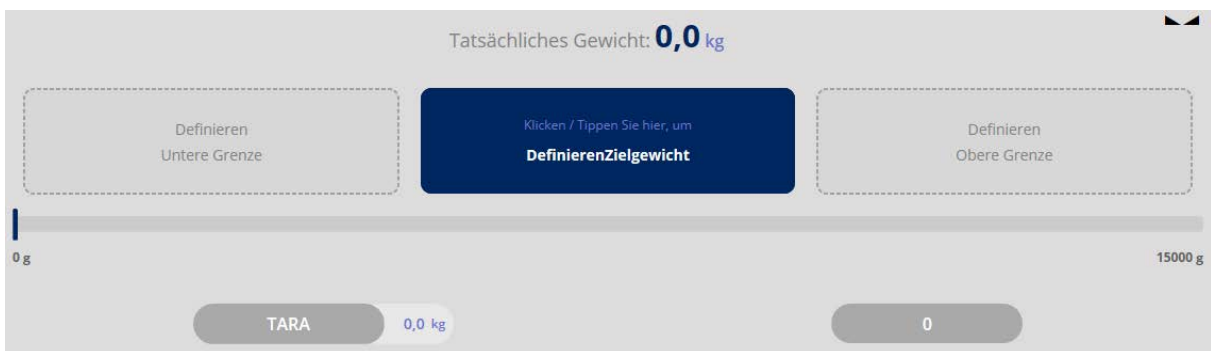 Tatsächliches Gewicht: 0,0 kg
Definieren
Untere Grenze
Klicken / Tippen Sie hier, um
DefinierenZielgewicht
Definieren
Obere Grenze
0 g
15000 g
TARA
0,0 kg
0